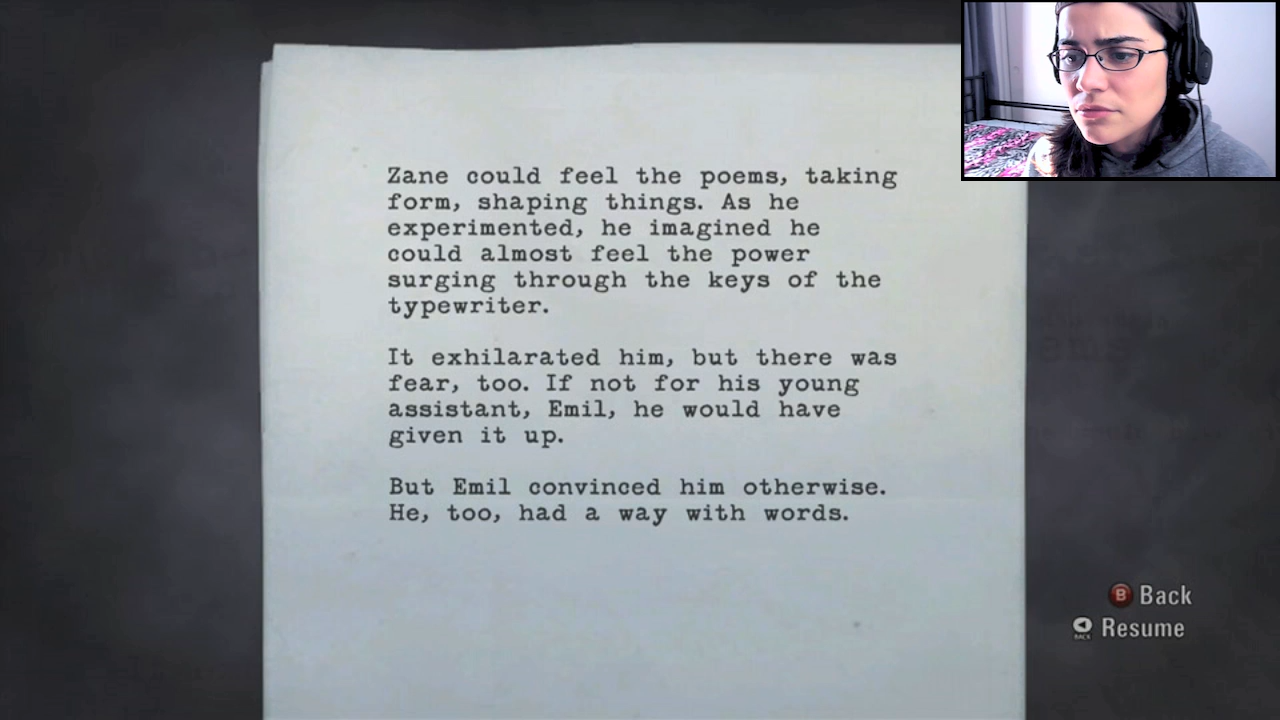 Zane could feel the poems, taking
form, shaping things. As he
experimented, he imagined he
could almost feel the power
surging through the keys of the
typewriter.
It exhilarated him, but there was
fear, too. If not for his young
assistant, Emil, he would have
given it up.
But Emil convinced him otherwise.
He, too, had a way with words.
B Back
BACK Resume